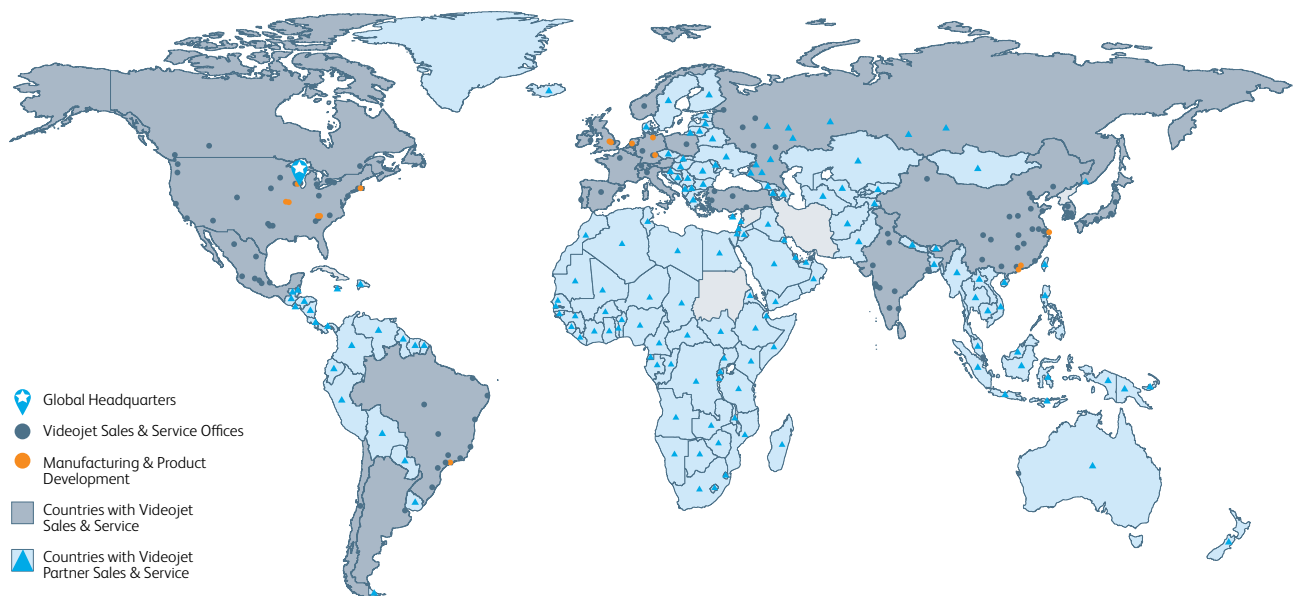 Global Headquarters
Videojet Sales & Service Offices
Manufacturing & Product
Development
Countries with Videojet
Sales & Service
Countries with Videojet
Partner Sales & Service